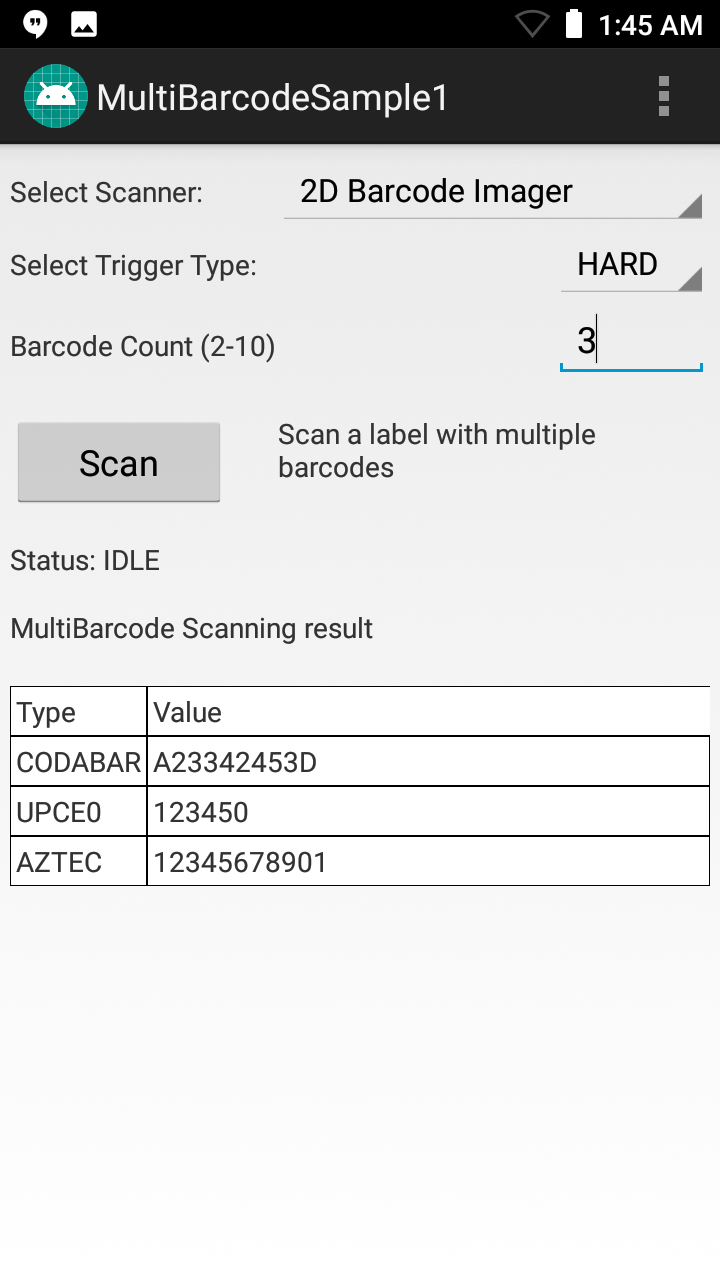 1:45 AM
MultiBarcodeSample1
Select Scanner: 2D Barcode Imager
Select Trigger Type: HARD
Barcode Count (2-10) 3
Scan
Scan a label with multiple
barcodes
Status: IDLE
MultiBarcode Scanning result
Type Value
CODABAR A23342453D
UPCE0 123450
AZTEC 12345678901